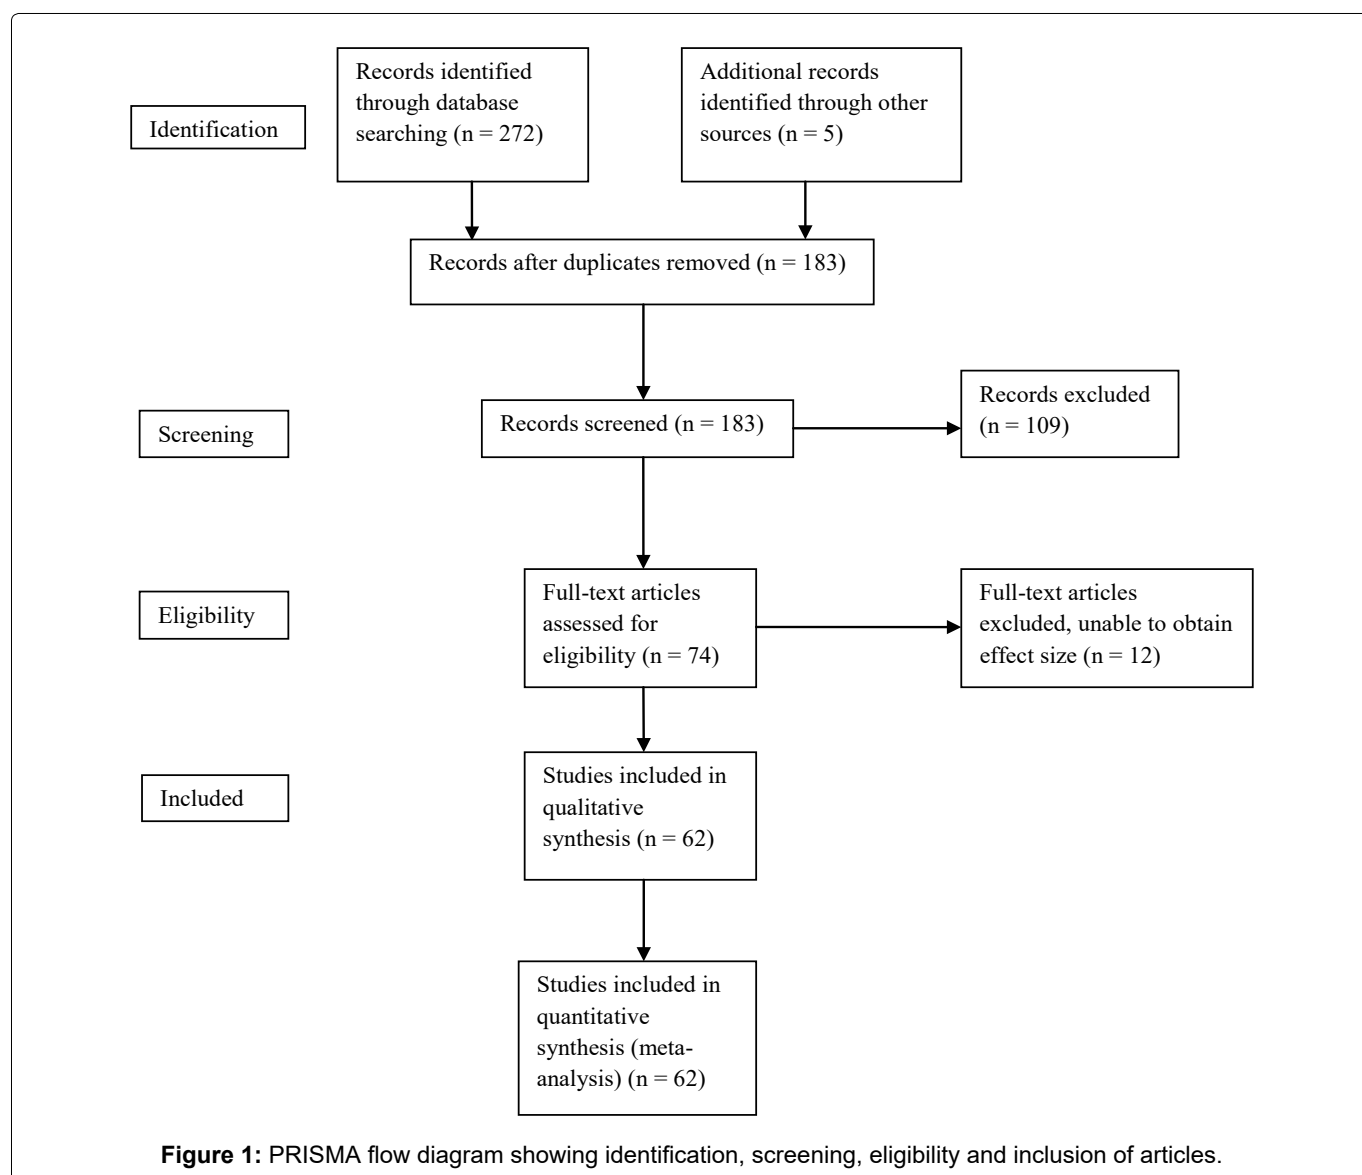 Records identified
through database
searching (n = 272)
Additional records
identified through other
sources (n = 5)
Identification
Records after duplicates removed (n = 183)
Screening
Records screened (n = 183)
Records excluded
(n = 109)
Eligibility
Full-text articles
assessed for
eligibility (n = 74)
Full-text articles
excluded, unable to obtain
effect size (n = 12)
Included
Studies included in
qualitative
synthesis (n = 62)
Studies included in
quantitative
synthesis (meta-
analysis) (n = 62)
Figure 1: PRISMA flow diagram showing identification, screening, eligibility and inclusion of articles.